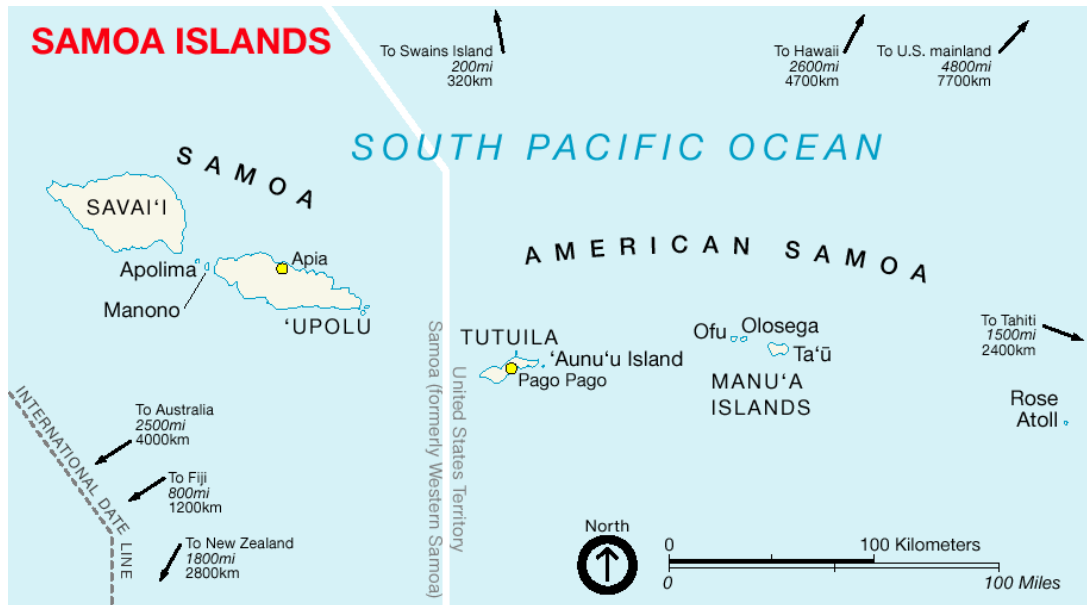 SAMOA ISLANDS
To Swains Island
200mi
320km
To Hawaii
2600mi
4700km
To U.S. mainland
4800mi
7700km
SOUTH PACIFIC OCEAN
SAMOA
SAVAI‘I
Apolima
Manono
Apia
‘UPOLU
AMERICAN SAMOA
TUTUILA
‘Aunu‘u Island
Pago Pago
Ofu
Olosega
Ta‘ū
MANU‘A
ISLANDS
To Tahiti
1500mi
2400km
Rose
Atoll
Samoa (formerly Western Samoa)
United States Territory
INTERNATIONAL DATE LINE
To Australia
2500mi
4000km
To Fiji
800mi
1200km
To New Zealand
1800mi
2800km
North
0 100 Kilometers
0 100 Miles